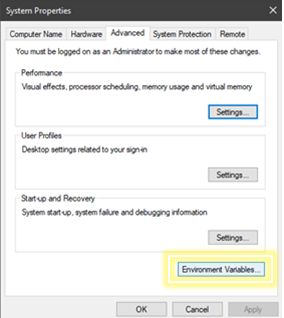 System Properties
Computer Name Hardware Advanced System Protection Remote
You must be logged on as an Administrator to make most of these changes.
Performance
Visual effects, processor scheduling, memory usage and virtual memory
Settings...
User Profiles
Desktop settings related to your sign-in
Settings...
Start-up and Recovery
System start-up, system failure and debugging information
Settings...
Environment Variables...
OK Cancel Apply